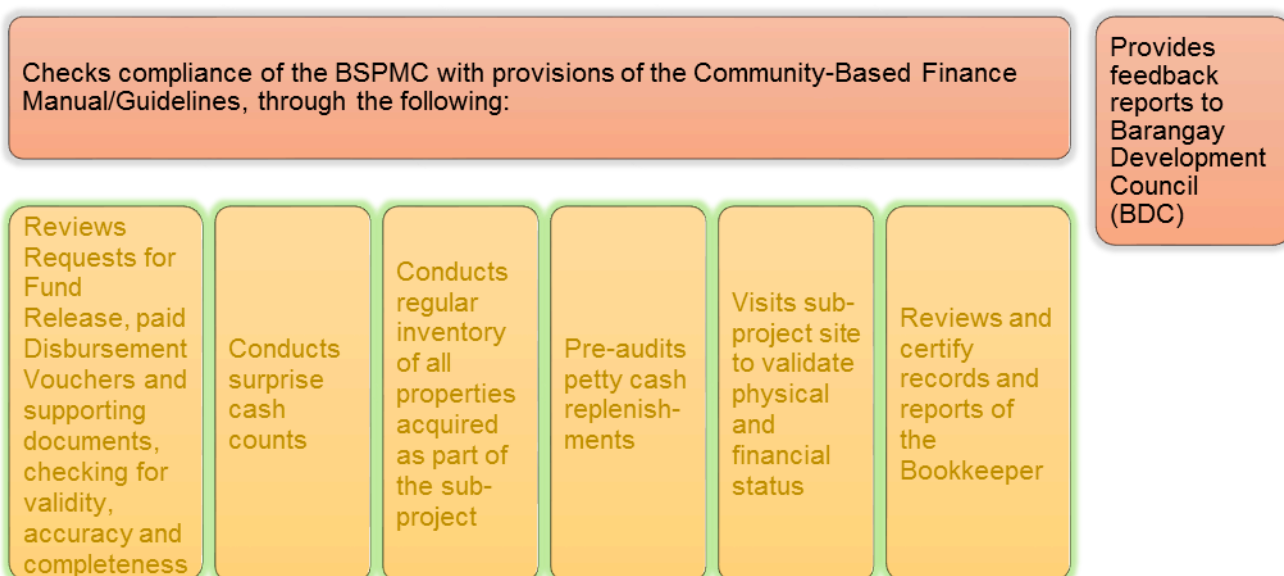 Checks compliance of the BSPMC with provisions of the Community-Based Finance
Manual/Guidelines, through the following:
Provides
feedback
reports to
Barangay
Development
Council
(BDC)
Reviews
Requests for
Fund
Release, paid
Disbursement
Vouchers and
supporting
documents,
checking for
validity,
accuracy and
completeness
Conducts
surprise
cash
counts
Conducts
regular
inventory
of all
properties
acquired
as part of
the sub-
project
Pre-audits
petty cash
replenish-
ments
Visits sub-
project site
to validate
physical
and
financial
status
Reviews and
certify
records and
reports of
the
Bookkeeper